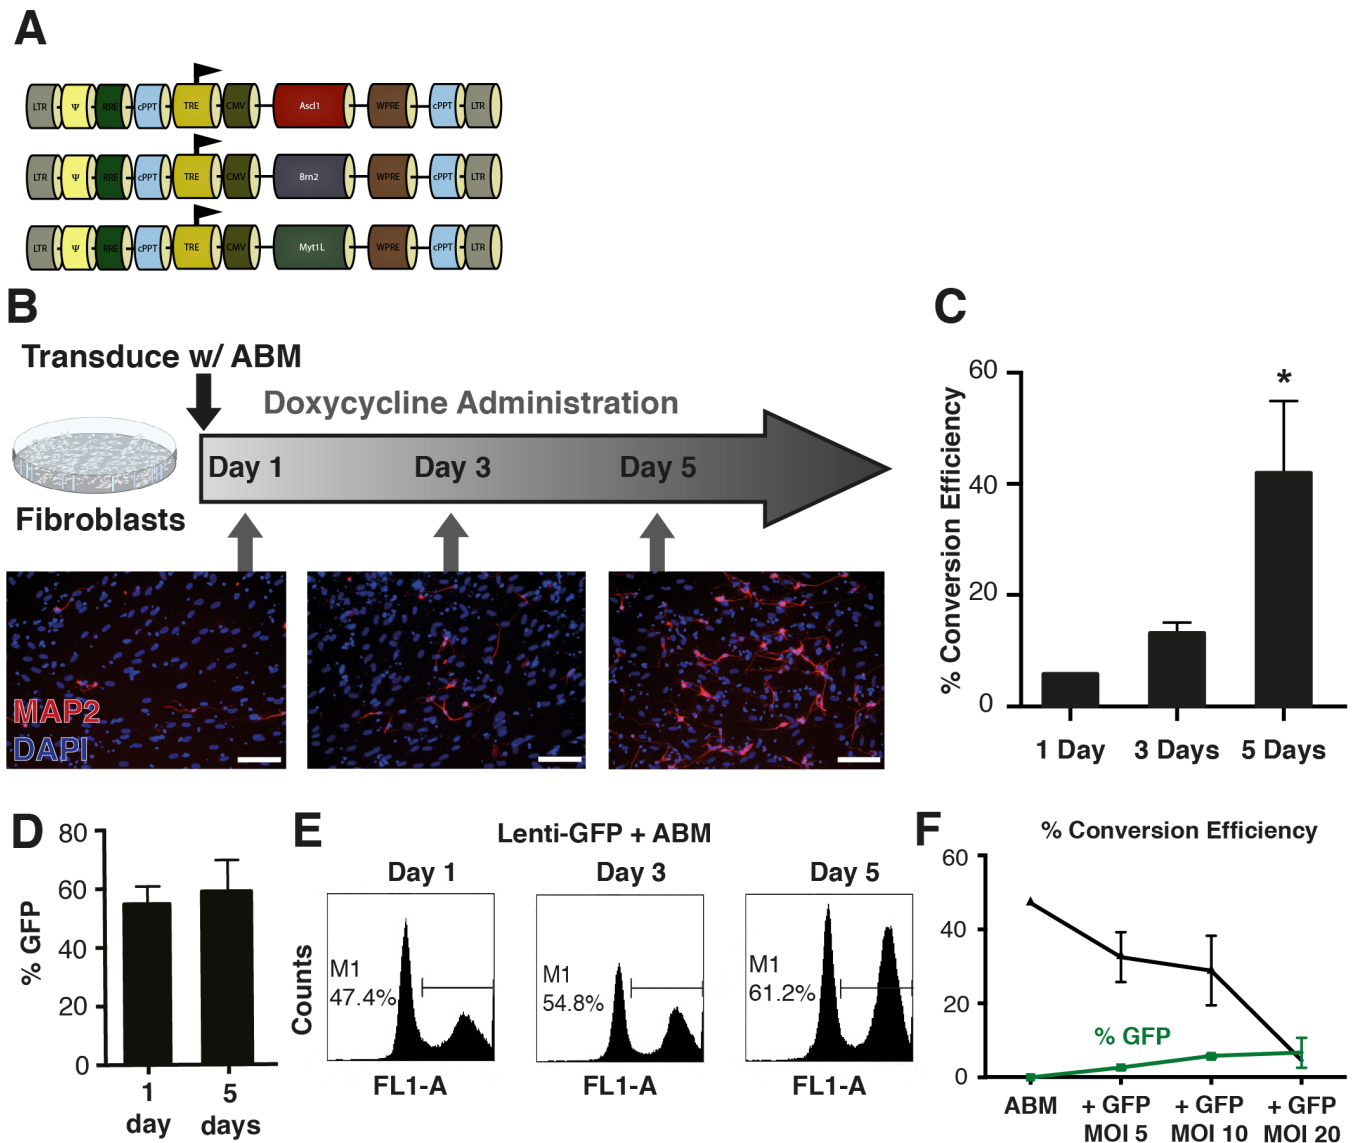 A
LTR Ψ RRE cPPT TRE CMV Ascl1 WPRE cPPT LTR
LTR Ψ RRE cPPT TRE CMV Brn2 WPRE cPPT LTR
LTR Ψ RRE cPPT TRE CMV Myt1L WPRE cPPT LTR
B
Transduce w/ ABM
Doxycycline Administration
Day 1 Day 3 Day 5
Fibroblasts
MAP2
DAPI
C
% Conversion Efficiency
60
40
20
0
1 Day 3 Days 5 Days
*
D
% GFP
80
60
40
20
0
1 5
day days
E
Lenti-GFP + ABM
Day 1 Day 3 Day 5
Counts
M1
47.4%
M1
54.8%
M1
61.2%
FL1-A FL1-A FL1-A
F
% Conversion Efficiency
60
40
20
0
% GFP
ABM + GFP + GFP + GFP
MOI 5 MOI 10 MOI 20